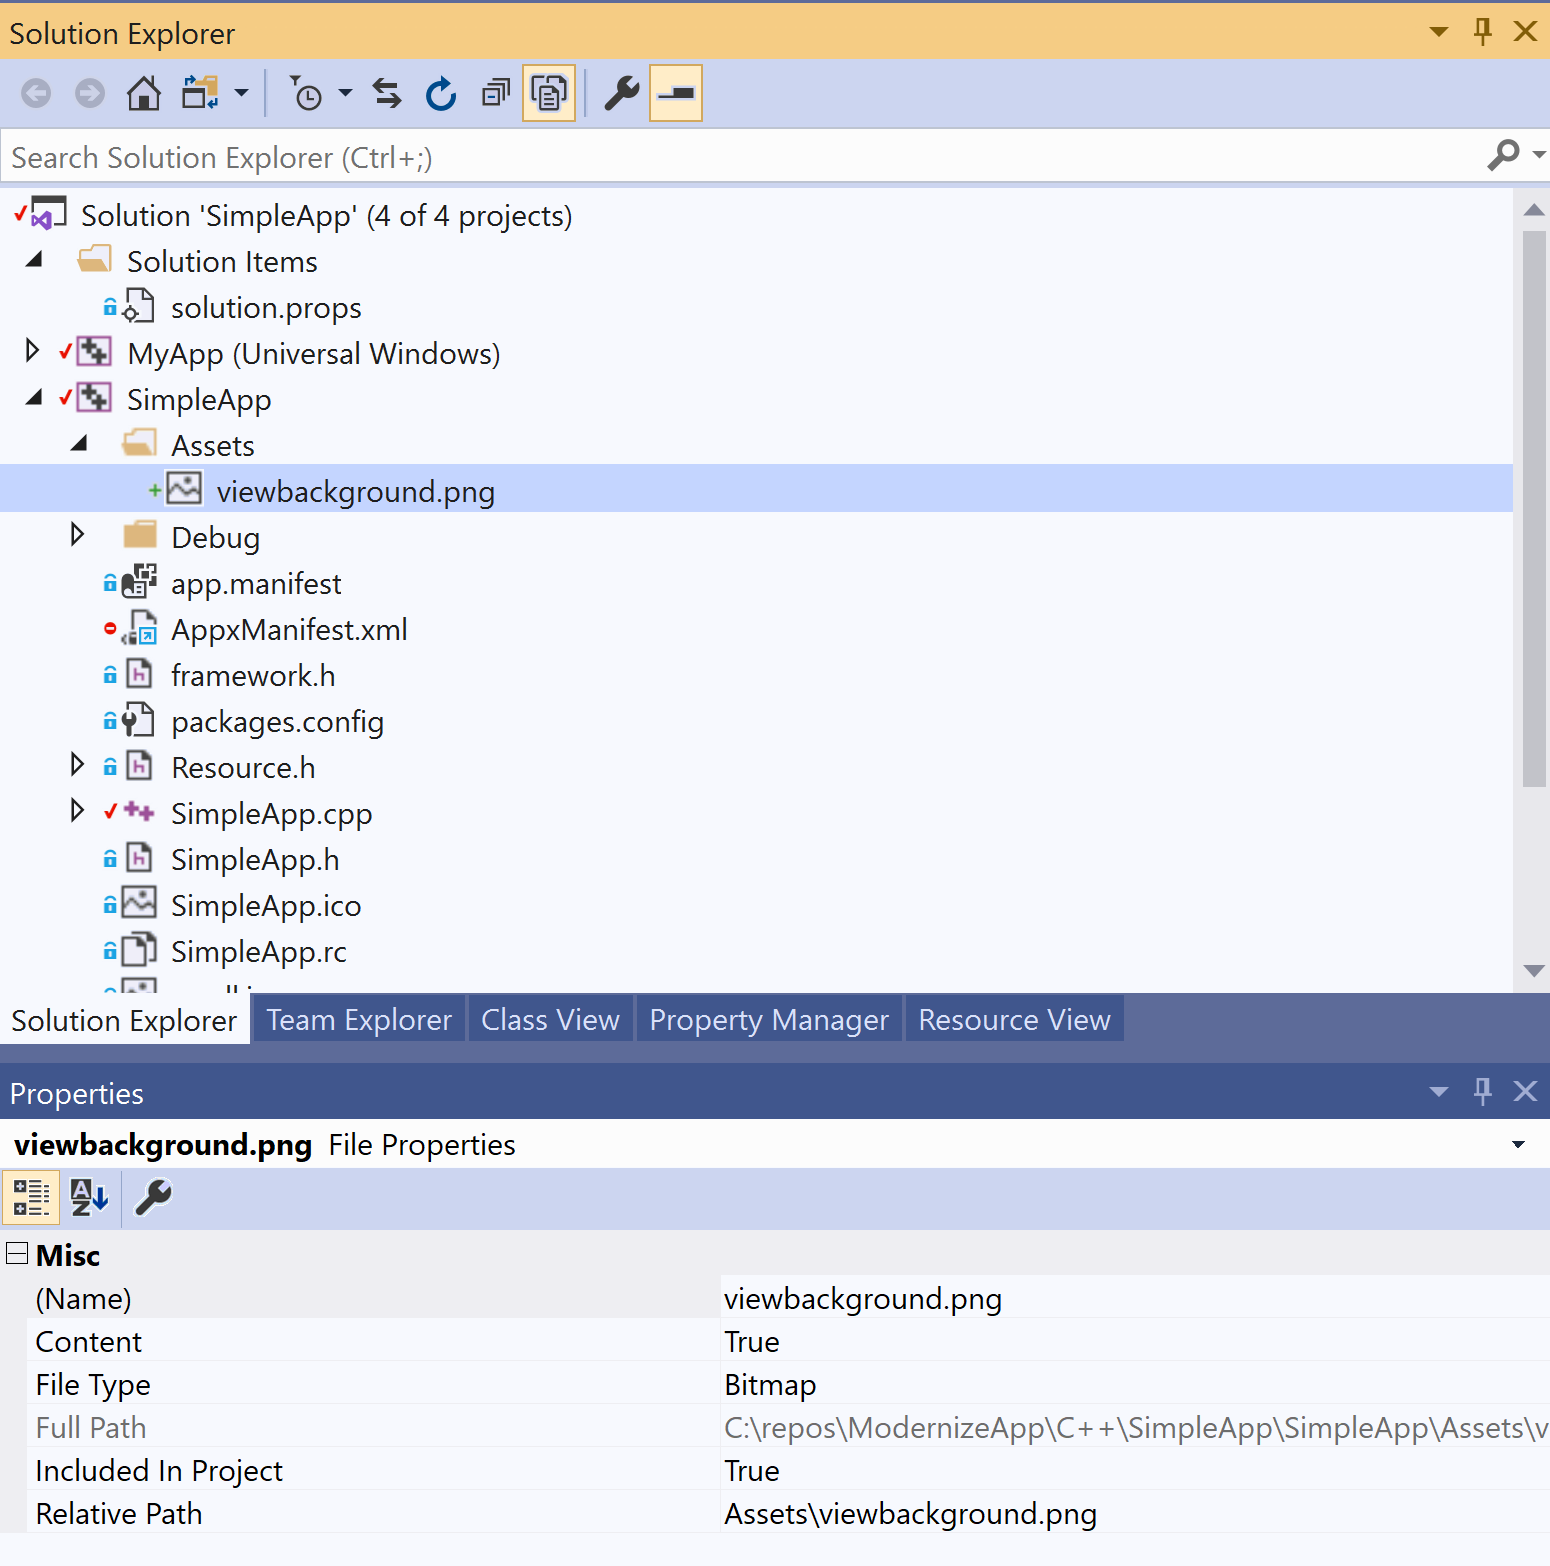 Solution Explorer
Search Solution Explorer (Ctrl+;)
Solution 'SimpleApp' (4 of 4 projects)
Solution Items
solution.props
MyApp (Universal Windows)
SimpleApp
Assets
viewbackground.png
Debug
app.manifest
AppxManifest.xml
framework.h
packages.config
Resource.h
SimpleApp.cpp
SimpleApp.h
SimpleApp.ico
SimpleApp.rc
Solution Explorer Team Explorer Class View Property Manager Resource View
Properties
viewbackground.png File Properties
Misc
(Name) viewbackground.png
Content True
File Type Bitmap
Full Path C:\repos\ModernizeApp\C++\SimpleApp\SimpleApp\Assets\v
Included In Project True
Relative Path Assets\viewbackground.png